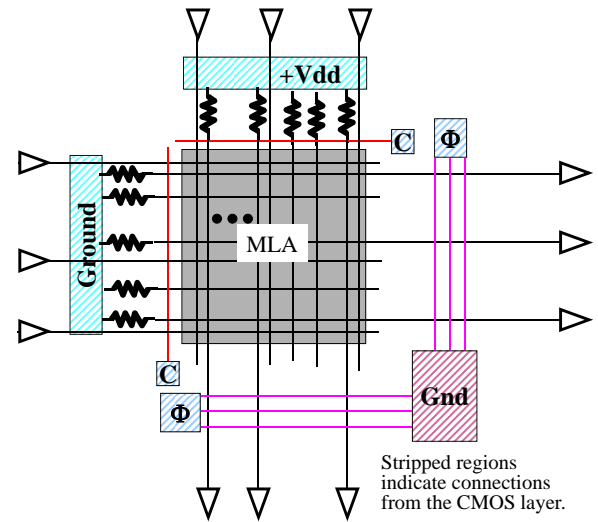 +Vdd
C
Φ
Ground
MLA
C
Φ
Gnd
Stripped regions
indicate connections
from the CMOS layer.